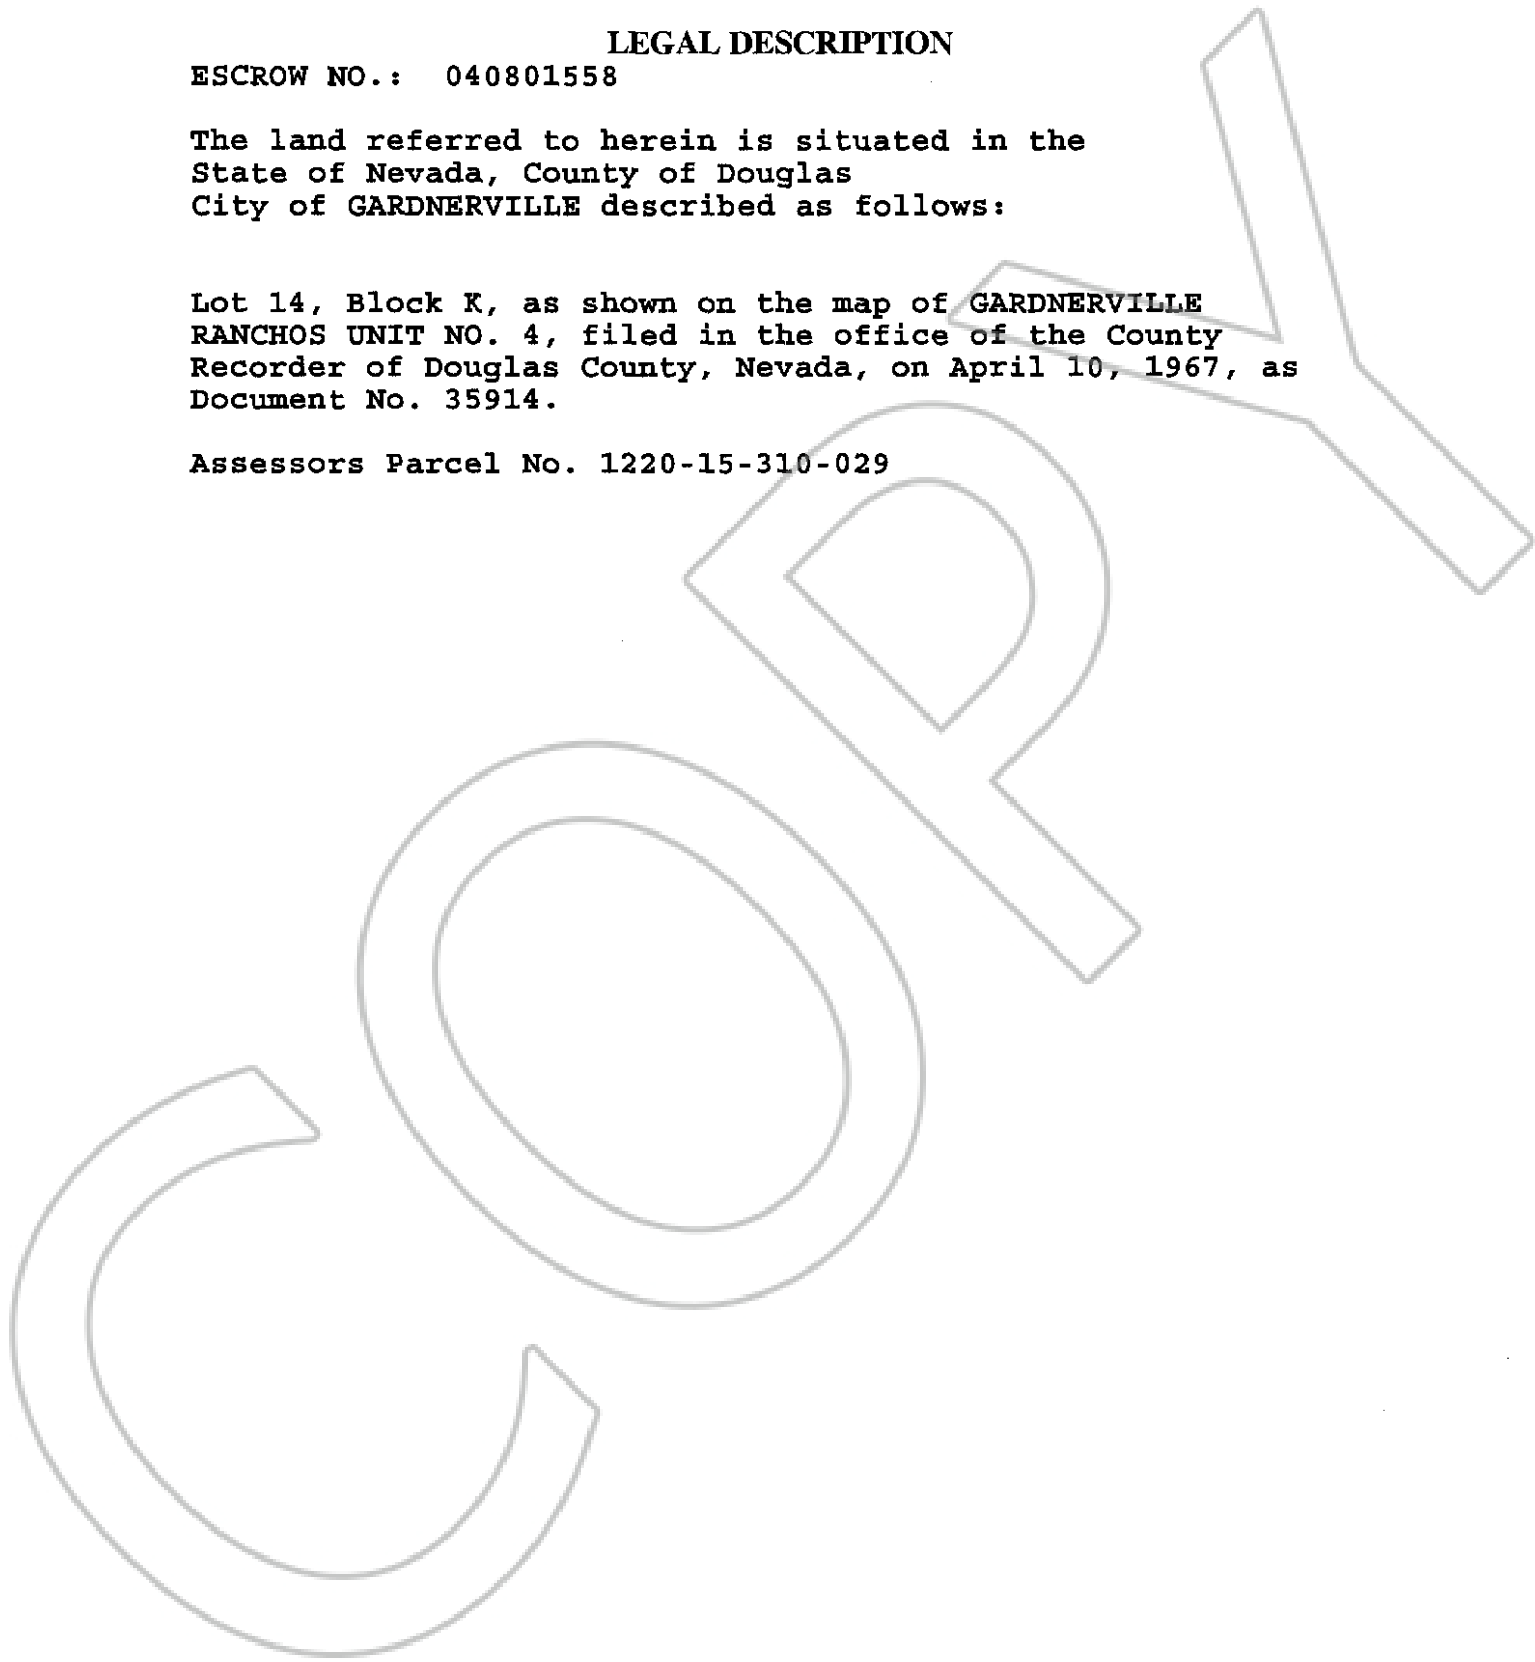 LEGAL DESCRIPTION
ESCROW NO.: 040801558
The land referred to herein is situated in the
State of Nevada, County of Douglas
City of GARDNERVILLE described as follows:
Lot 14, Block K, as shown on the map of GARDNERVILLE
RANCHOS UNIT NO. 4, filed in the office of the County
Recorder of Douglas County, Nevada, on April 10, 1967, as
Document No. 35914.
Assessors Parcel No. 1220-15-310-029
COPY